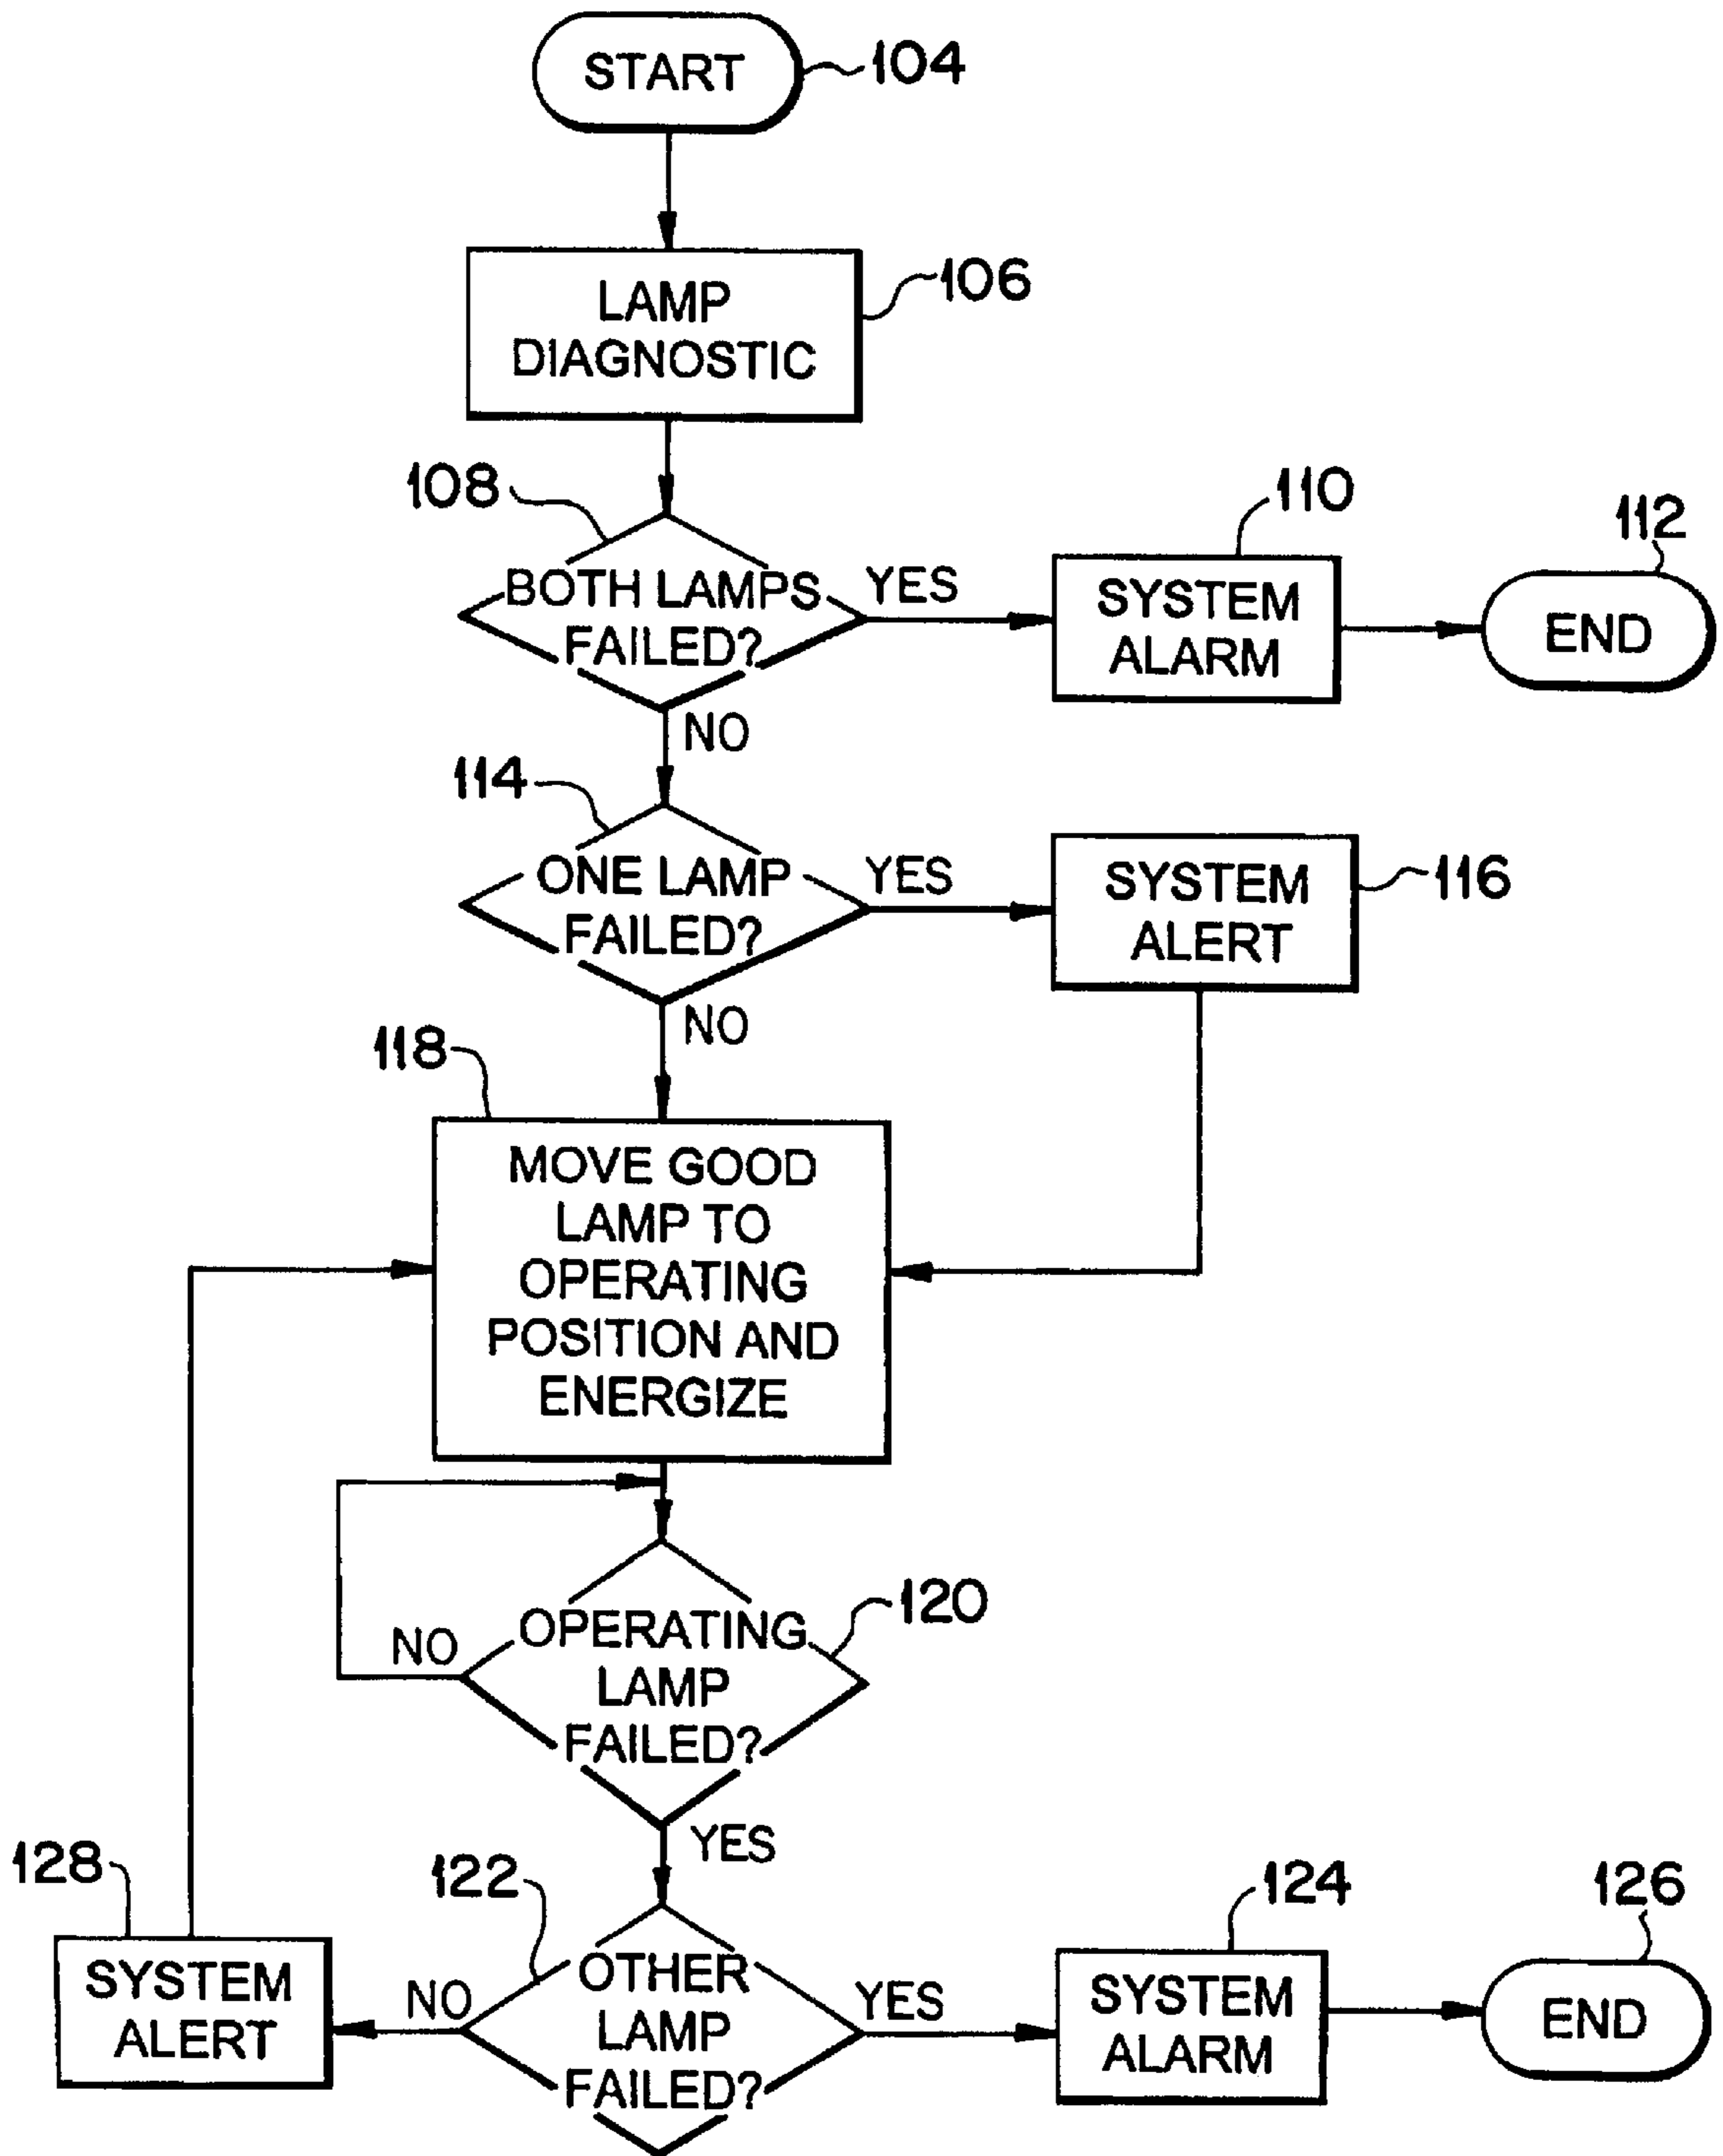 START
104
LAMP
DIAGNOSTIC
106
108
BOTH LAMPS
FAILED?
YES
110
SYSTEM
ALARM
112
END
NO
114
ONE LAMP
FAILED?
YES
SYSTEM
ALERT
116
NO
118
MOVE GOOD
LAMP TO
OPERATING
POSITION AND
ENERGIZE
120
NO
OPERATING
LAMP
FAILED?
YES
128
SYSTEM
ALERT
NO
122
OTHER
LAMP
FAILED?
YES
124
SYSTEM
ALARM
126
END